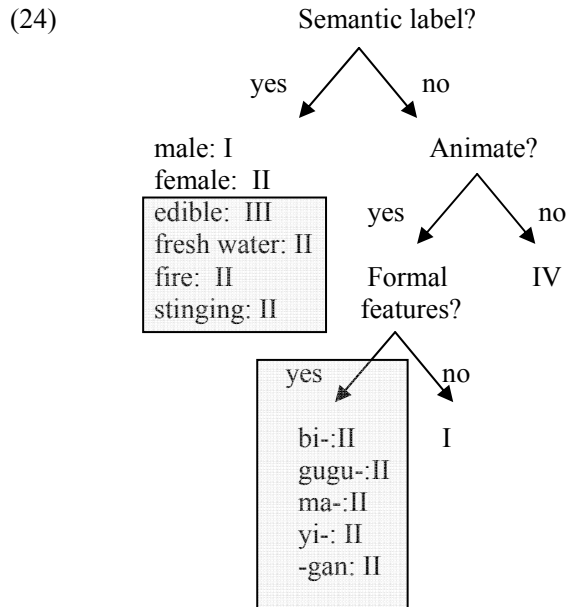 (24) Semantic label?
yes no
male: I Animate?
female: II
edible: III yes no
fresh water: II
fire: II Formal IV
stinging: II features?
yes no
bi-:II I
gugu-:II
ma-:II
yi-: II
-gan: II